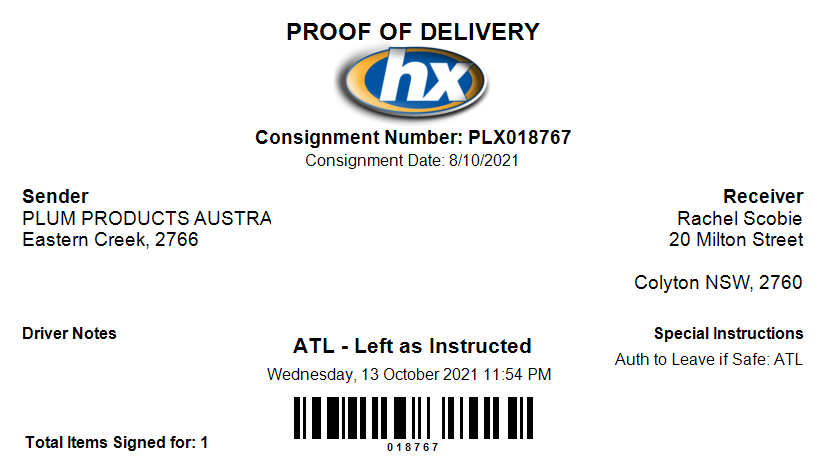 PROOF OF DELIVERY
hx
Consignment Number: PLX018767
Consignment Date: 8/10/2021
Sender
PLUM PRODUCTS AUSTRA
Eastern Creek, 2766
Receiver
Rachel Scobie
20 Milton Street
Colyton NSW, 2760
Driver Notes
ATL - Left as Instructed
Wednesday, 13 October 2021 11:54 PM
Special Instructions
Auth to Leave if Safe: ATL
018767
Total Items Signed for: 1